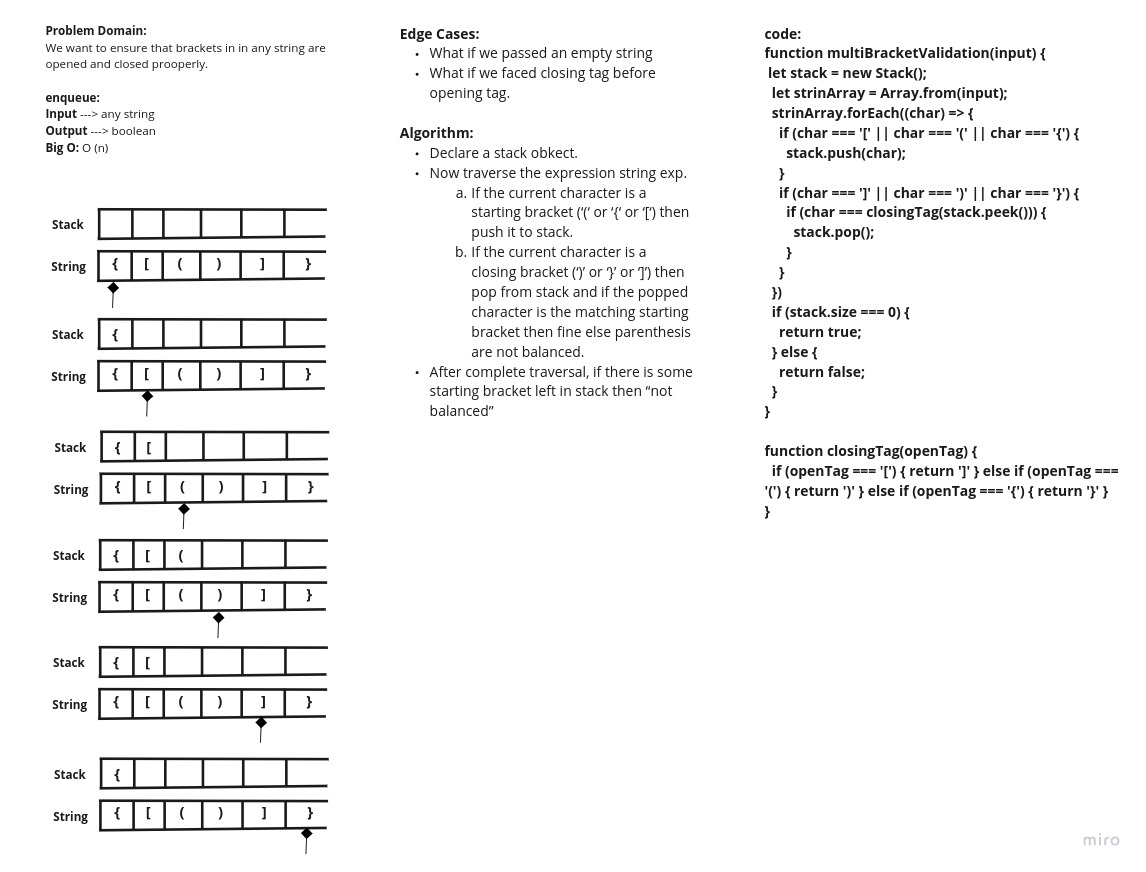 Problem Domain:
We want to ensure that brackets in in any string are
opened and closed prooperly.
enqueue:
Input ---> any string
Output ---> boolean
Big O: O (n)
Stack
String { [ ( ) ] }
Stack {
String { [ ( ) ] }
Stack { [
String { [ ( ) ] }
Stack { [ (
String { [ ( ) ] }
Stack { [
String { [ ( ) ] }
Stack {
String { [ ( ) ] }
Edge Cases:
• What if we passed an empty string
• What if we faced closing tag before
opening tag.
Algorithm:
• Declare a stack obkect.
• Now traverse the expression string exp.
a. If the current character is a
starting bracket (‘(‘ or ‘{‘ or ‘[‘) then
push it to stack.
b. If the current character is a
closing bracket (‘)’ or ‘}’ or ‘]’) then
pop from stack and if the popped
character is the matching starting
bracket then fine else parenthesis
are not balanced.
• After complete traversal, if there is some
starting bracket left in stack then “not
balanced”
code:
function multiBracketValidation(input) {
let stack = new Stack();
let strinArray = Array.from(input);
strinArray.forEach((char) => {
if (char === '[' || char === '(' || char === '{') {
stack.push(char);
}
if (char === ']' || char === ')' || char === '}') {
if (char === closingTag(stack.peek())) {
stack.pop();
}
}
})
if (stack.size === 0) {
return true;
} else {
return false;
}
}
function closingTag(openTag) {
if (openTag === '[') { return ']' } else if (openTag ===
'(') { return ')' } else if (openTag === '{') { return '}' }
}
miro